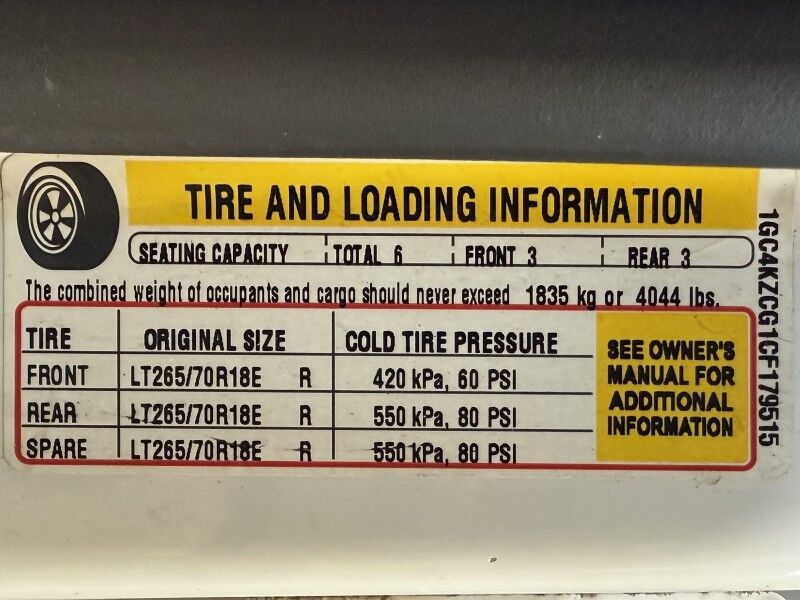 TIRE AND LOADING INFORMATION
SEATING CAPACITY TOTAL 6 FRONT 3 REAR 3
The combined weight of occupants and cargo should never exceed 1835 kg or 4044 lbs.
TIRE ORIGINAL SIZE COLD TIRE PRESSURE
FRONT LT265/70R18E R 420 kPa, 60 PSI
REAR LT265/70R18E R 550 kPa, 80 PSI
SPARE LT265/70R18E R 550 kPa, 80 PSI
SEE OWNER'S
MANUAL FOR
ADDITIONAL
INFORMATION
1GC4KZCG1CF179515